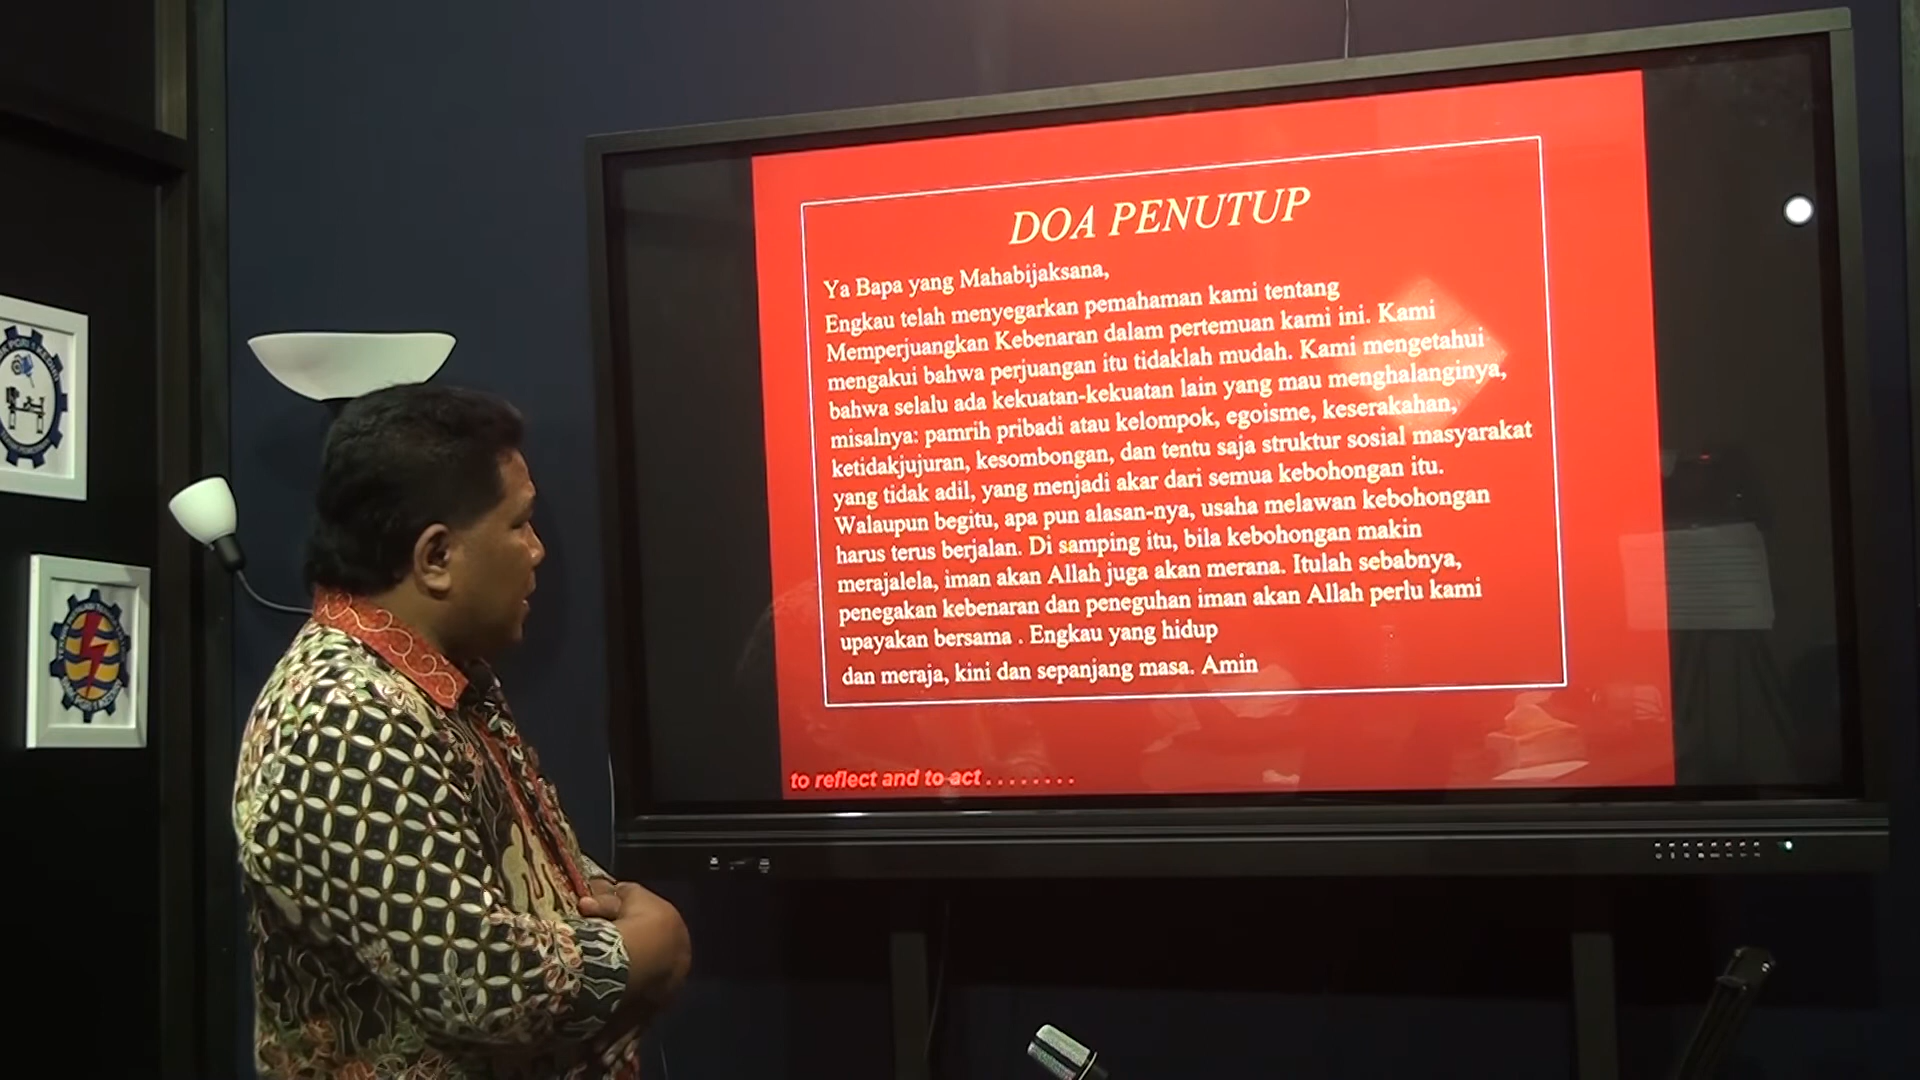 DOA PENUTUP
Ya Bapa yang Mahabijaksana,
Engkau telah menyegarkan pemahaman kami tentang
Memperjuangkan Kebenaran dalam pertemuan kami ini. Kami
mengakui bahwa perjuangan itu tidaklah mudah. Kami mengetahui
bahwa selalu ada kekuatan-kekuatan lain yang mau menghalanginya,
misalnya: pamrih pribadi atau kelompok, egoisme, keserakahan,
ketidakjujuran, kesombongan, dan tentu saja struktur sosial masyarakat
yang tidak adil, yang menjadi akar dari semua kebohongan itu.
Walaupun begitu, apa pun alasan-nya, usaha melawan kebohongan
harus terus berjalan. Di samping itu, bila kebohongan makin
merajalela, iman akan Allah juga akan merana. Itulah sebabnya,
penegakan kebenaran dan peneguhan iman akan Allah perlu kami
upayakan bersama . Engkau yang hidup
dan meraja, kini dan sepanjang masa. Amin
to reflect and to act . . . . . . . .
PGRI 1